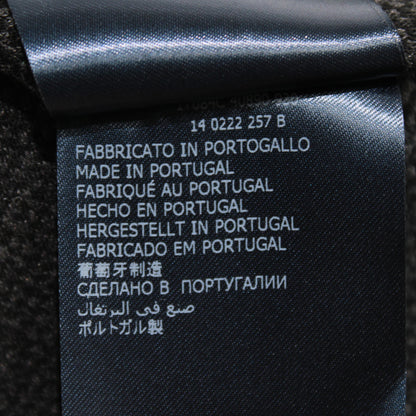 14 0222 257 B
FABBRICATO IN PORTOGALLO
MADE IN PORTUGAL
FABRIQUÉ AU PORTUGAL
HECHO EN PORTUGAL
HERGESTELLT IN PORTUGAL
FABRICADO EM PORTUGAL
葡萄牙制造
СДЕЛАНО В ПОРТУГАЛИИ
صنع في البرتغال
ポルトガル製